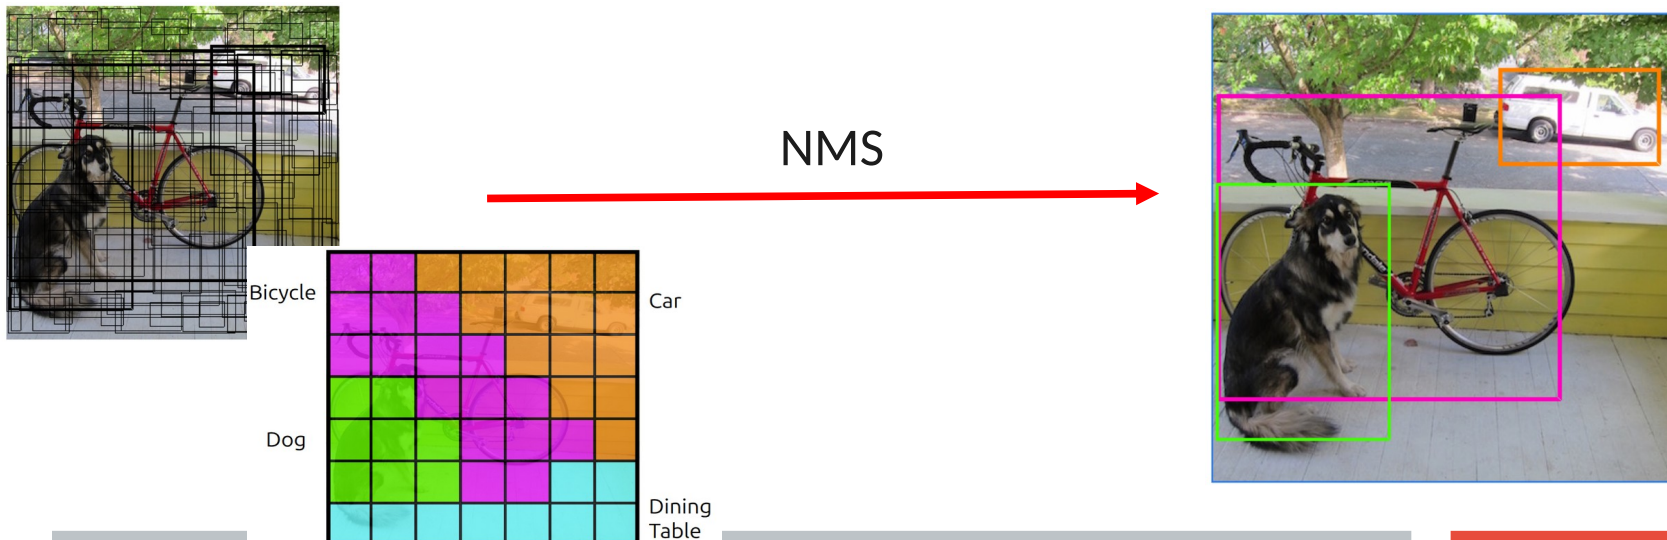 NMS
Bicycle
Car
Dog
Dining
Table